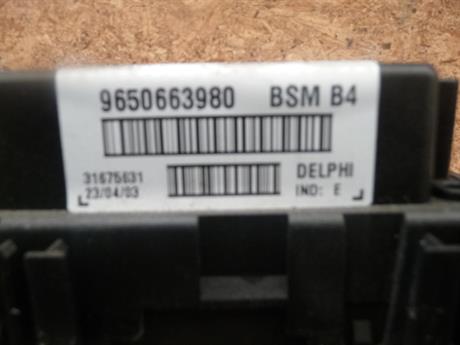 9650663980 BSM B4
31675631 DELPHI
23/04/03 IND: E